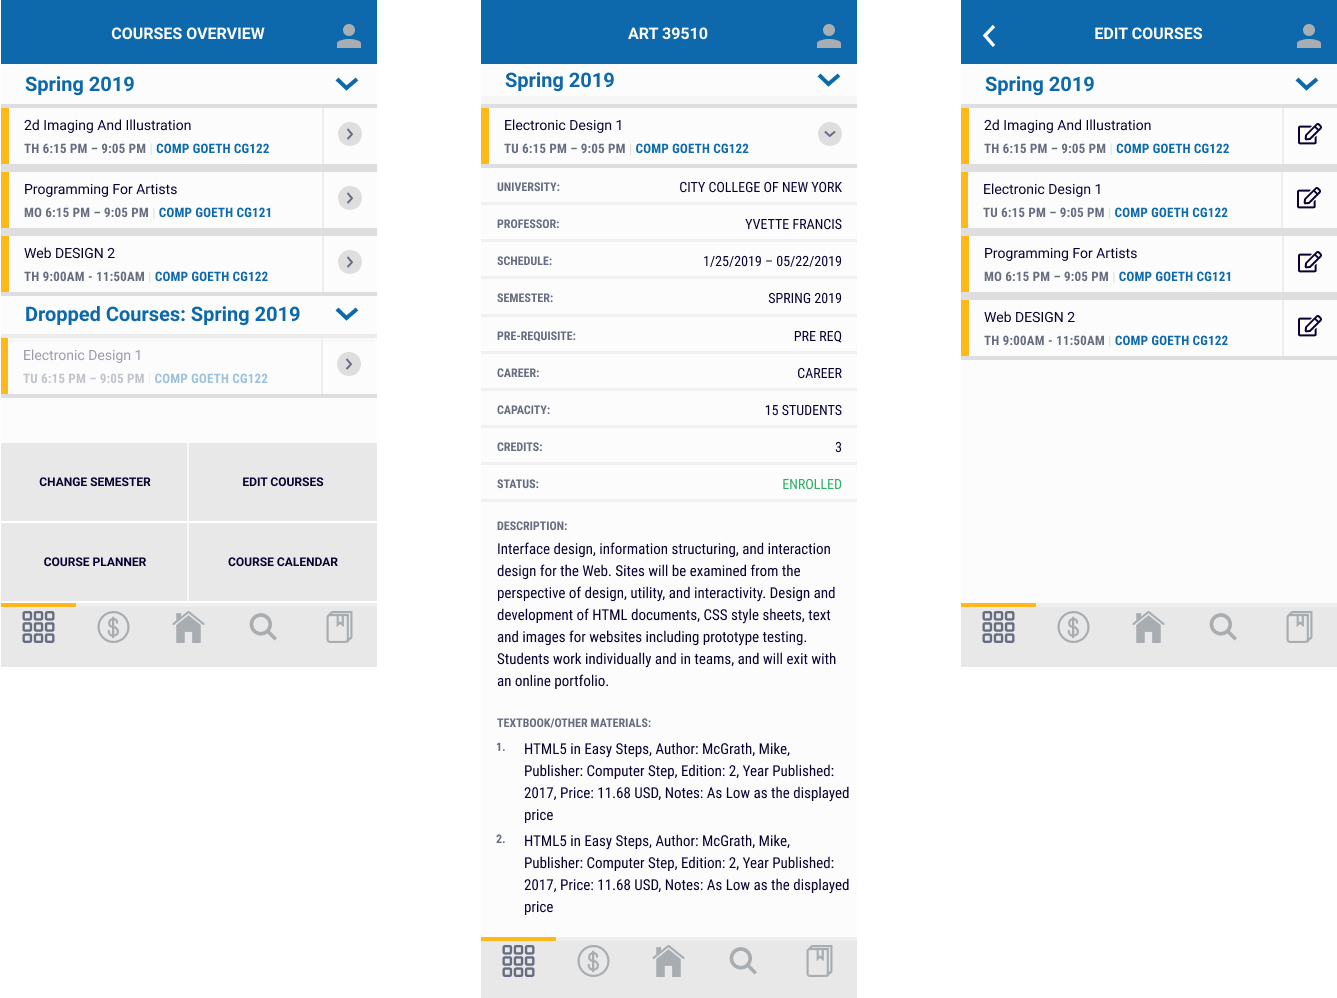 COURSES OVERVIEW
Spring 2019
2d Imaging And Illustration
TH 6:15 PM – 9:05 PM | COMP GOETH CG122
Programming For Artists
MO 6:15 PM – 9:05 PM | COMP GOETH CG121
Web DESIGN 2
TH 9:00AM - 11:50AM | COMP GOETH CG122
Dropped Courses: Spring 2019
Electronic Design 1
TU 6:15 PM – 9:05 PM | COMP GOETH CG122
CHANGE SEMESTER
EDIT COURSES
COURSE PLANNER
COURSE CALENDAR
ART 39510
Spring 2019
Electronic Design 1
TU 6:15 PM – 9:05 PM | COMP GOETH CG122
UNIVERSITY: CITY COLLEGE OF NEW YORK
PROFESSOR: YVETTE FRANCIS
SCHEDULE: 1/25/2019 – 05/22/2019
SEMESTER: SPRING 2019
PRE-REQUISITE: PRE REQ
CAREER: CAREER
CAPACITY: 15 STUDENTS
CREDITS: 3
STATUS: ENROLLED
DESCRIPTION:
Interface design, information structuring, and interaction
design for the Web. Sites will be examined from the
perspective of design, utility, and interactivity. Design and
development of HTML documents, CSS style sheets, text
and images for websites including prototype testing.
Students work individually and in teams, and will exit with
an online portfolio.
TEXTBOOK/OTHER MATERIALS:
1. HTML5 in Easy Steps, Author: McGrath, Mike,
Publisher: Computer Step, Edition: 2, Year Published:
2017, Price: 11.68 USD, Notes: As Low as the displayed
price
2. HTML5 in Easy Steps, Author: McGrath, Mike,
Publisher: Computer Step, Edition: 2, Year Published:
2017, Price: 11.68 USD, Notes: As Low as the displayed
price
EDIT COURSES
Spring 2019
2d Imaging And Illustration
TH 6:15 PM – 9:05 PM | COMP GOETH CG122
Electronic Design 1
TU 6:15 PM – 9:05 PM | COMP GOETH CG122
Programming For Artists
MO 6:15 PM – 9:05 PM | COMP GOETH CG121
Web DESIGN 2
TH 9:00AM - 11:50AM | COMP GOETH CG122